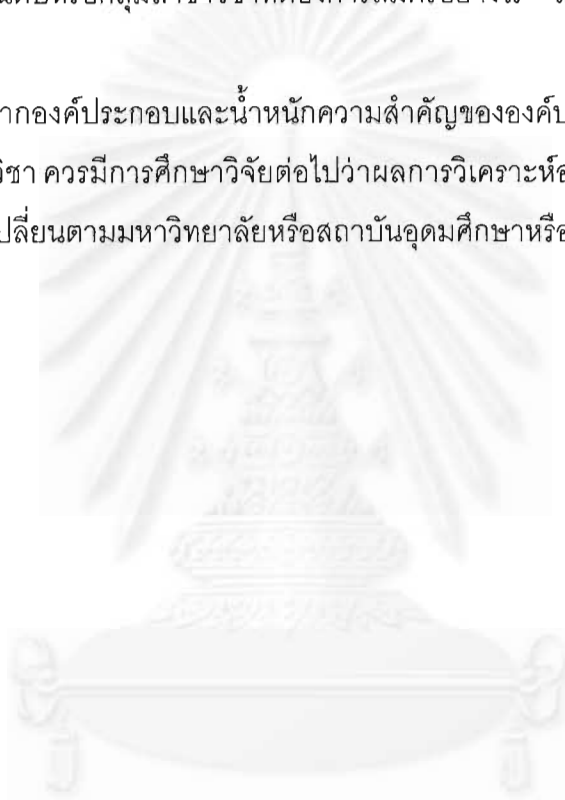 ากองค์ประกอบและน้ำหนักความสำคัญขององค์ป
วิชา ควรมีการศึกษาวิจัยต่อไปว่าผลการวิเคราะห์อ
ปลี่ยนตามมหาวิทยาลัยหรือสถาบันอุดมศึกษาหรือ